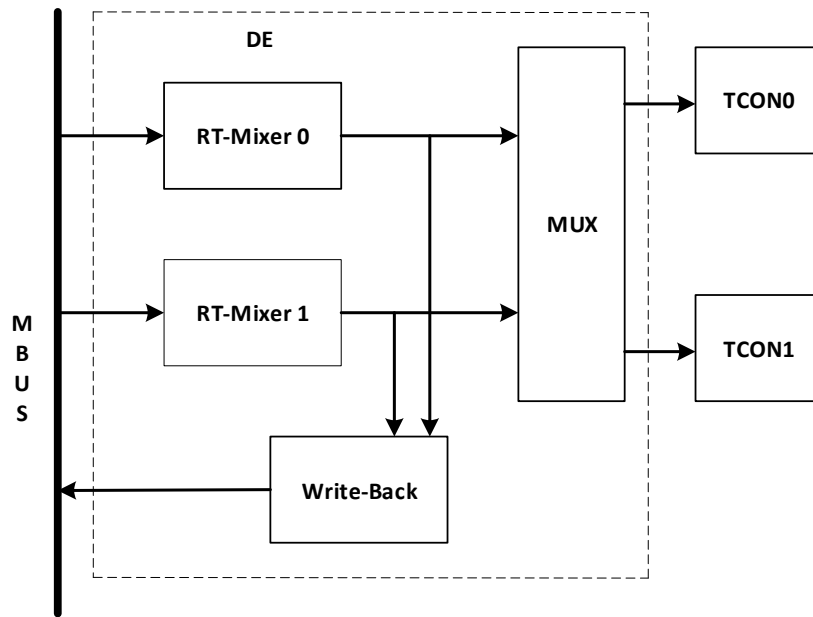 DE
RT-Mixer 0
TCON0
MUX
RT-Mixer 1
TCON1
M
B
U
S
Write-Back